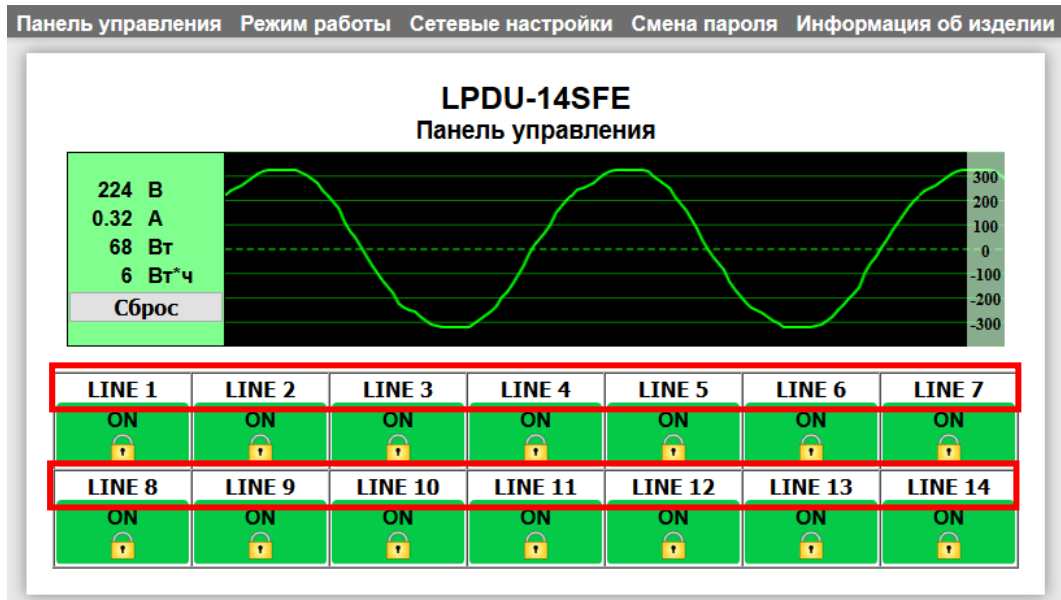 Панель управления Режим работы Сетевые настройки Смена пароля Информация об изделии
LPDU-14SFE
Панель управления
224 В
0.32 А
68 Вт
6 Вт*ч
Сброс
300
200
100
0
-100
-200
-300
LINE 1 LINE 2 LINE 3 LINE 4 LINE 5 LINE 6 LINE 7
ON ON ON ON ON ON ON
LINE 8 LINE 9 LINE 10 LINE 11 LINE 12 LINE 13 LINE 14
ON ON ON ON ON ON ON